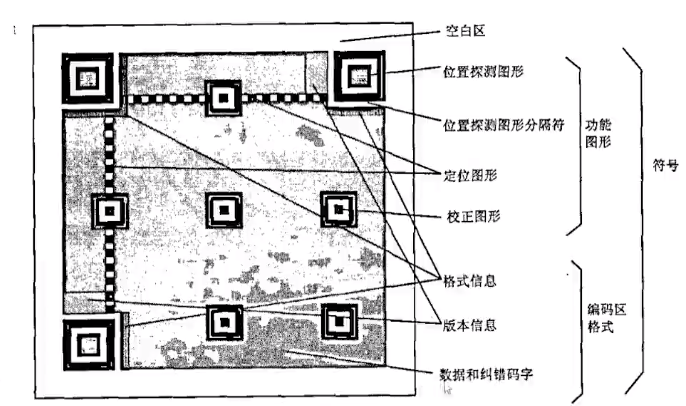 空白区
位置探测图形
位置探测图形分隔符
功能
图形
定位图形
符号
校正图形
格式信息
编码区
格式
版本信息
数据和纠错码字